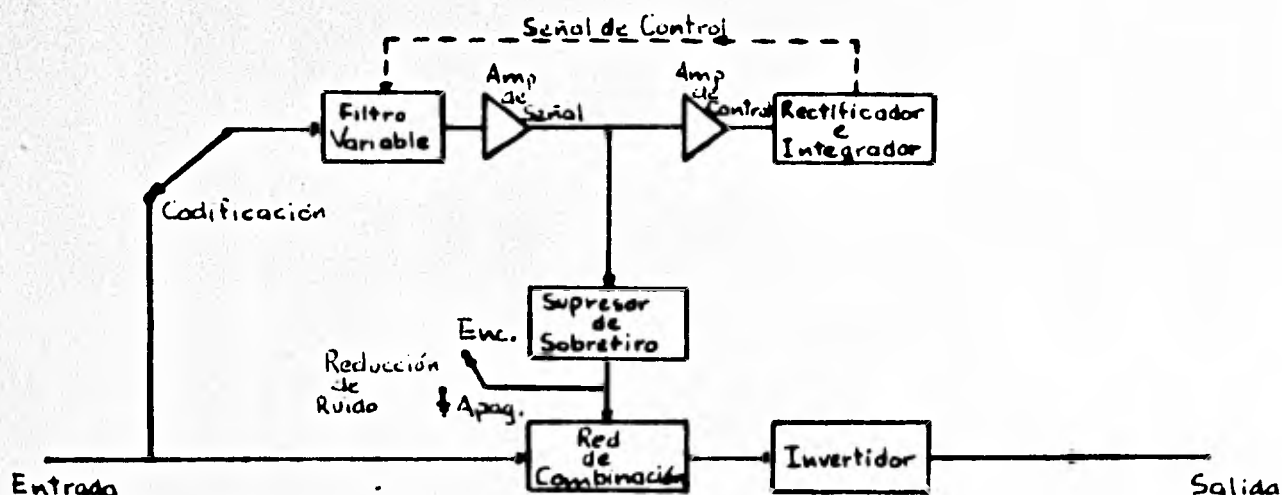 Señal de Control
Amp
de
Señal
Amp
de
Control
Filtro
Variable
Rectificador
e
Integrador
Codificación
Supresor
de
Sobretiro
Enc.
Reducción
de
Ruido
Apag.
Red
de
Combinación
Invertidor
Entrada
Salida